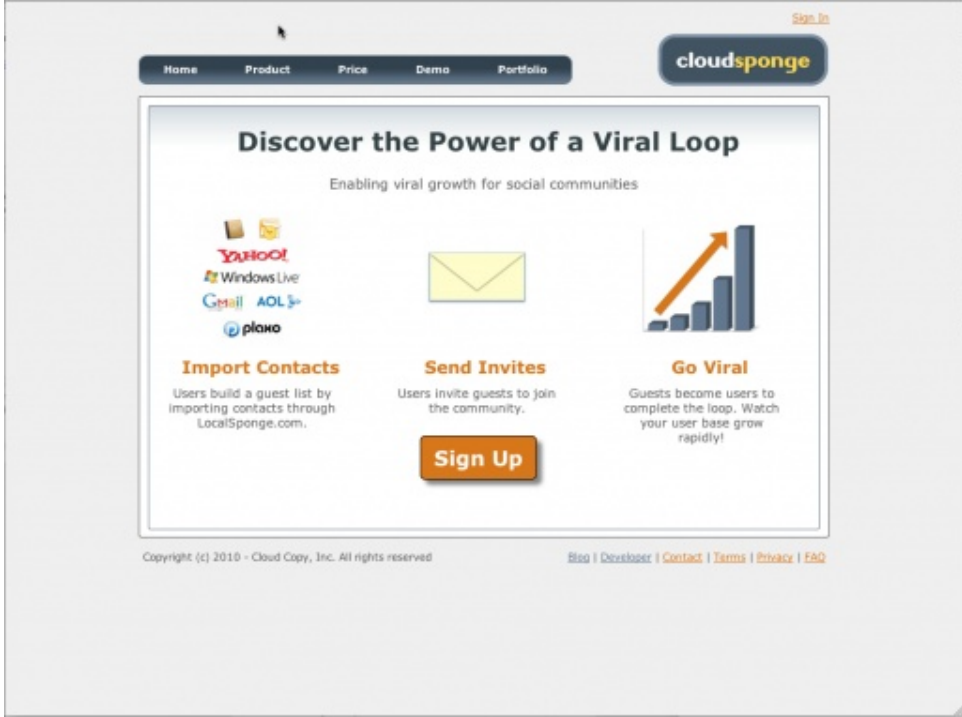 Sign In
Home Product Price Demo Portfolio
cloudsponge
Discover the Power of a Viral Loop
Enabling viral growth for social communities
YAHOO!
Windows Live
Gmail AOL
plaxo
Import Contacts
Users build a guest list by
importing contacts through
LocalSponge.com.
Send Invites
Users invite guests to join
the community.
Go Viral
Guests become users to
complete the loop. Watch
your user base grow
rapidly!
Sign Up
Copyright (c) 2010 - Cloud Copy, Inc. All rights reserved
Blog | Developer | Contact | Terms | Privacy | FAQ